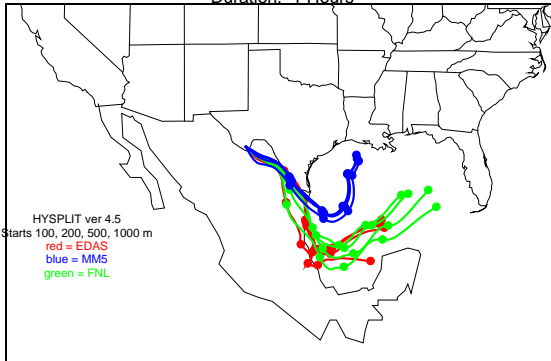 HYSPLIT ver 4.5
Starts 100, 200, 500, 1000 m
red = EDAS
blue = MM5
green = FNL